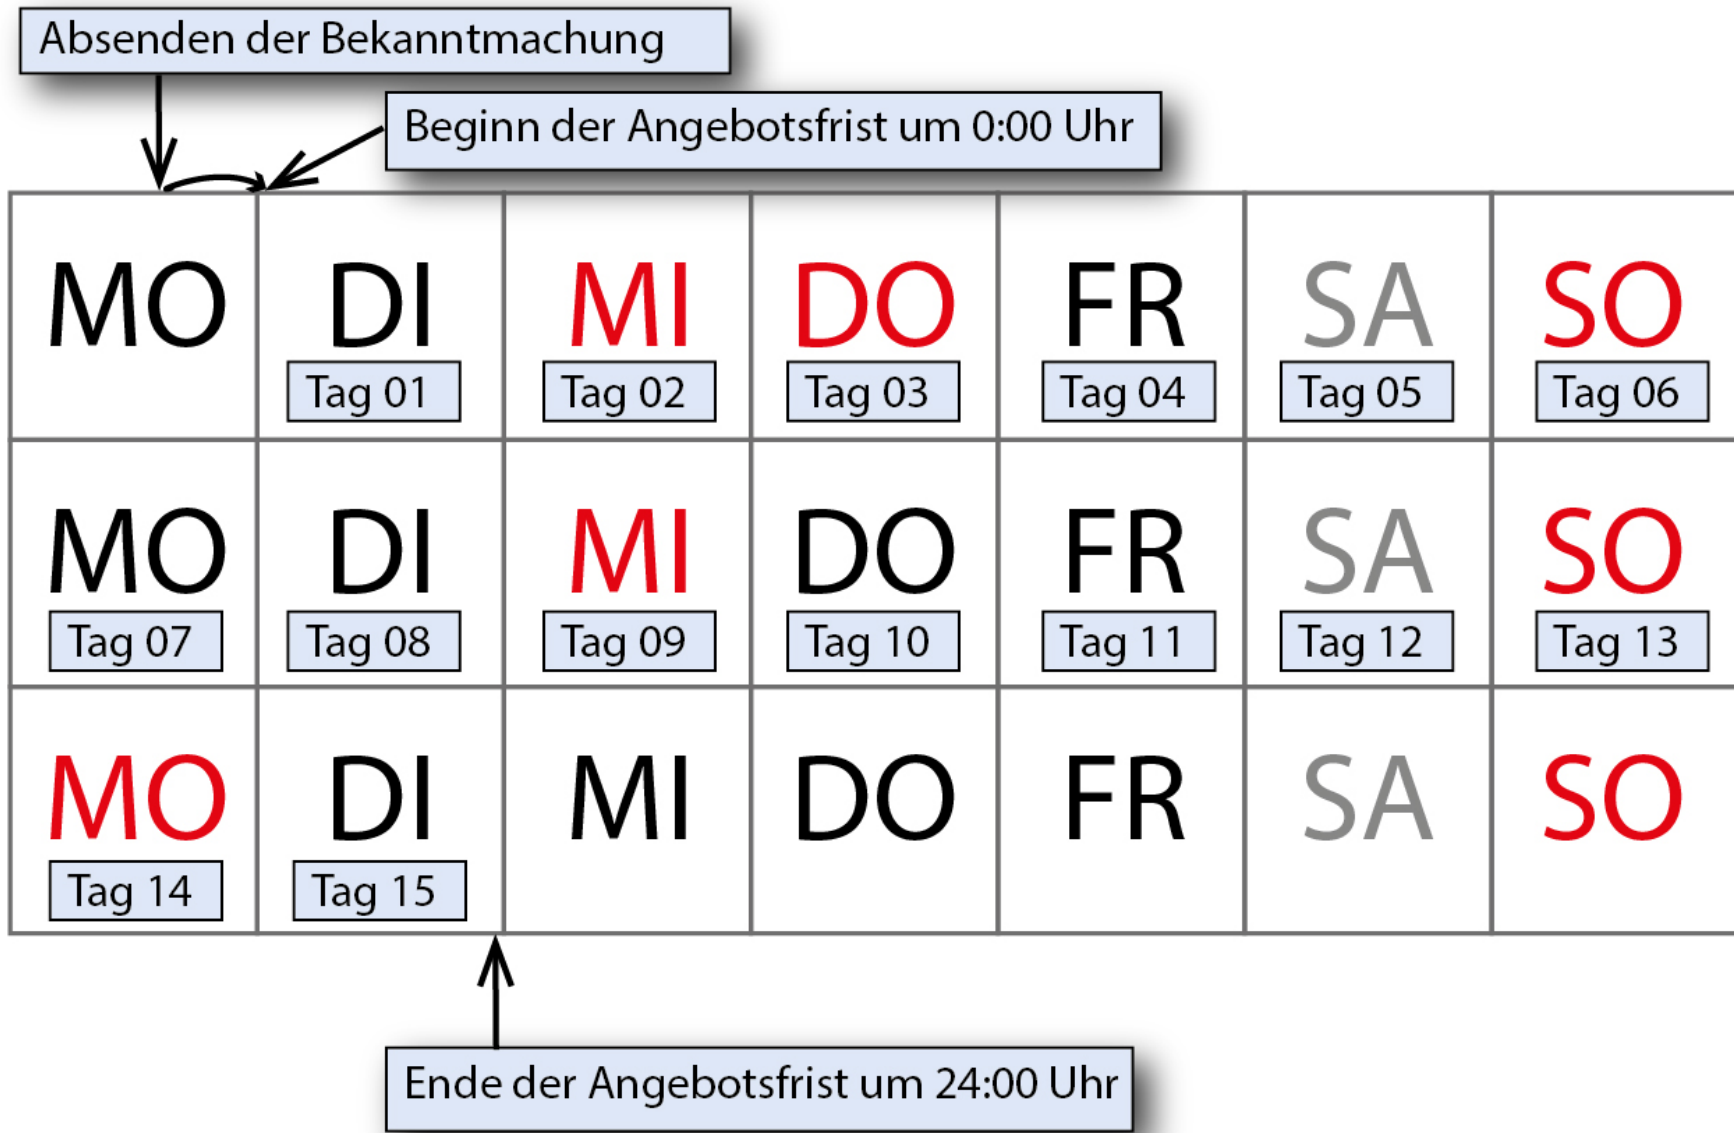 Absenden der Bekanntmachung
Beginn der Angebotsfrist um 0:00 Uhr
MO DI MI DO FR SA SO
Tag 01 Tag 02 Tag 03 Tag 04 Tag 05 Tag 06
MO DI MI DO FR SA SO
Tag 07 Tag 08 Tag 09 Tag 10 Tag 11 Tag 12 Tag 13
MO DI MI DO FR SA SO
Tag 14 Tag 15
Ende der Angebotsfrist um 24:00 Uhr